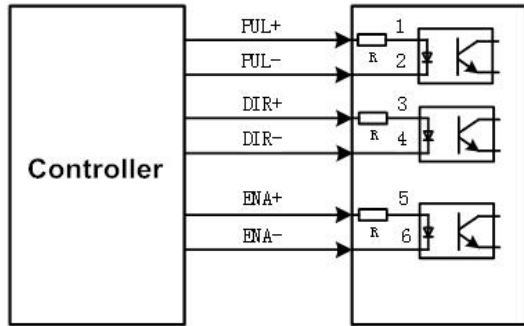 PUL+
1
R
PUL-
2
DIR+
3
R
DIR-
4
Controller
ENA+
5
R
ENA-
6